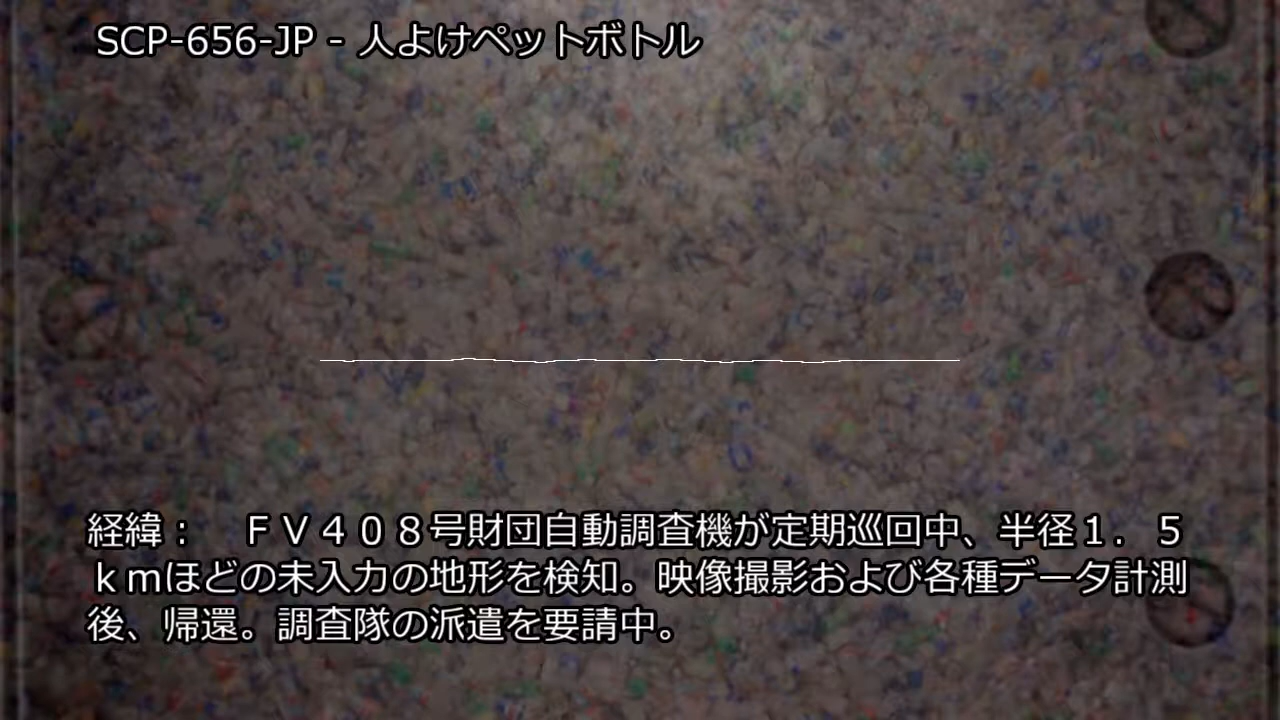 SCP-656-JP - 人よけペットボトル
経緯：　ＦＶ４０８号財団自動調査機が定期巡回中、半径１．５
ｋｍほどの未入力の地形を検知。映像撮影および各種データ計測
後、帰還。調査隊の派遣を要請中。